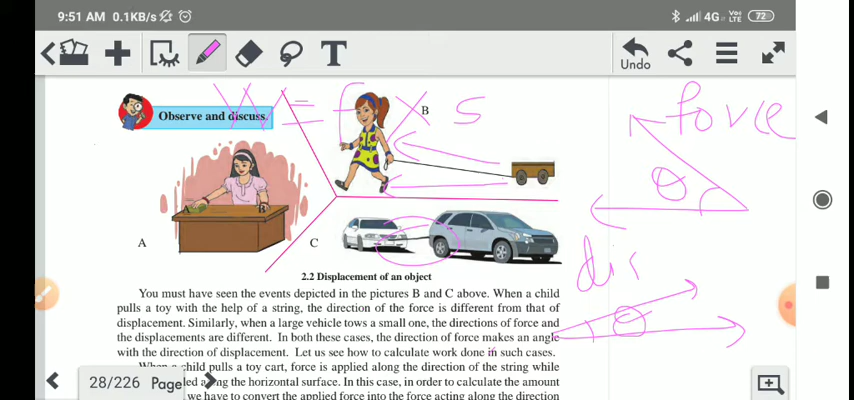 9:51 AM 0.1KB/s 4G Vo LTE 72
T
Undo
W = F x s
force
Observe and discuss.
B
A B
A
C
θ
dis
θ
2.2 Displacement of an object
You must have seen the events depicted in the pictures B and C above. When a child
pulls a toy with the help of a string, the direction of the force is different from that of
displacement. Similarly, when a large vehicle tows a small one, the directions of force and
the displacements are different. In both these cases, the direction of force makes an angle
with the direction of displacement. Let us see how to calculate work done in such cases.
When a child pulls a toy cart, force is applied along the direction of the string while
led along the horizontal surface. In this case, in order to calculate the amount
we have to convert the applied force into the force acting along the direction
28/226 Page